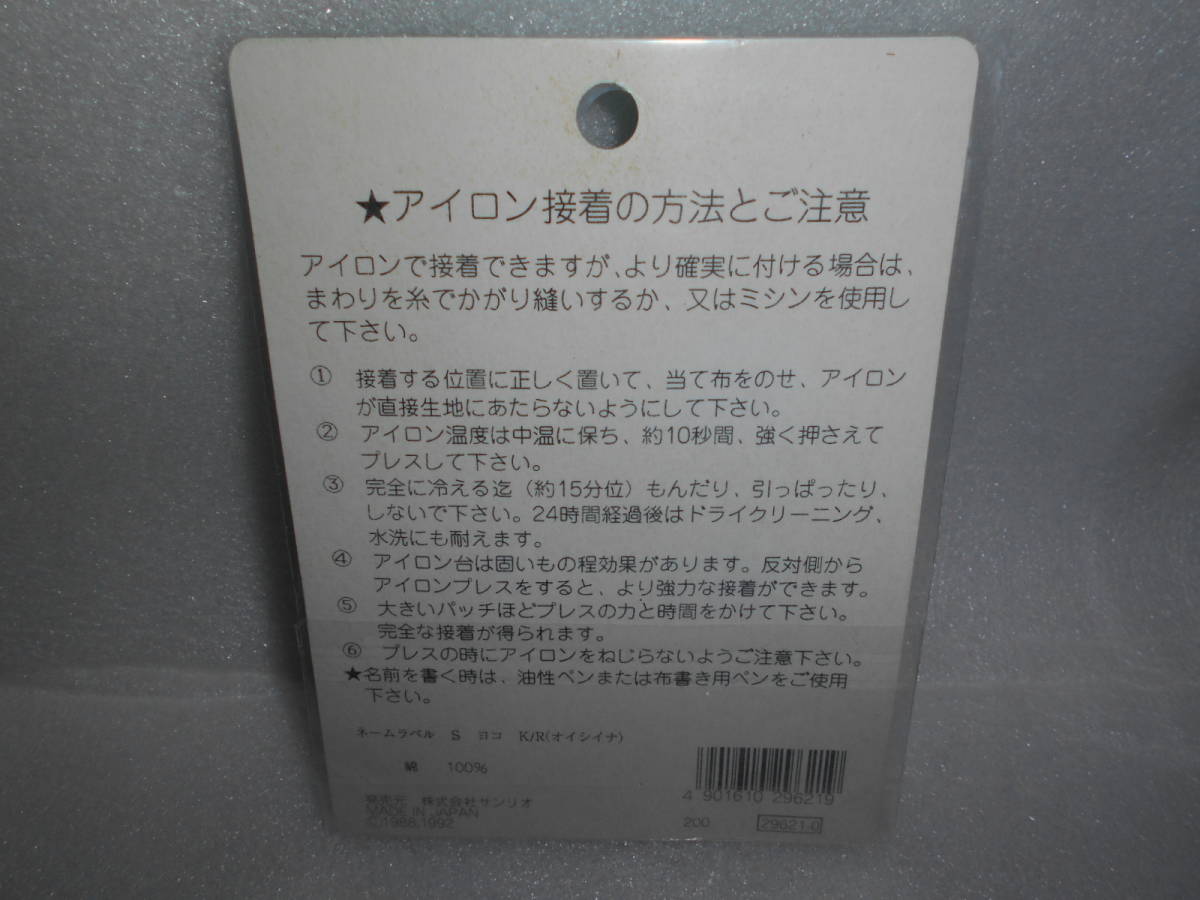 ★アイロン接着の方法とご注意
アイロンで接着できますが、より確実に付ける場合は、
まわりを糸でかがり縫いするか、又はミシンを使用し
て下さい。
① 接着する位置に正しく置いて、当て布をのせ、アイロン
が直接生地にあたらないようにして下さい。
② アイロン温度は中温に保ち、約10秒間、強く押さえて
プレスして下さい。
③ 完全に冷える迄（約15分位）もんだり、引っぱったり、
しないで下さい。24時間経過後はドライクリーニング、
水洗にも耐えます。
④ アイロン台は固いもの程効果があります。反対側から
アイロンプレスをすると、より強力な接着ができます。
⑤ 大きいパッチほどプレスの力と時間をかけて下さい。
完全な接着が得られます。
⑥ プレスの時にアイロンをねじらないようご注意下さい。
★名前を書く時は、油性ペンまたは布書き用ペンをご使用
下さい。
ネームラベル S ヨコ K/R(オイシイナ)
綿 100%
発売元 株式会社サンリオ
MADE IN JAPAN
©1988,1992
4 901610 296219
200 29621-0